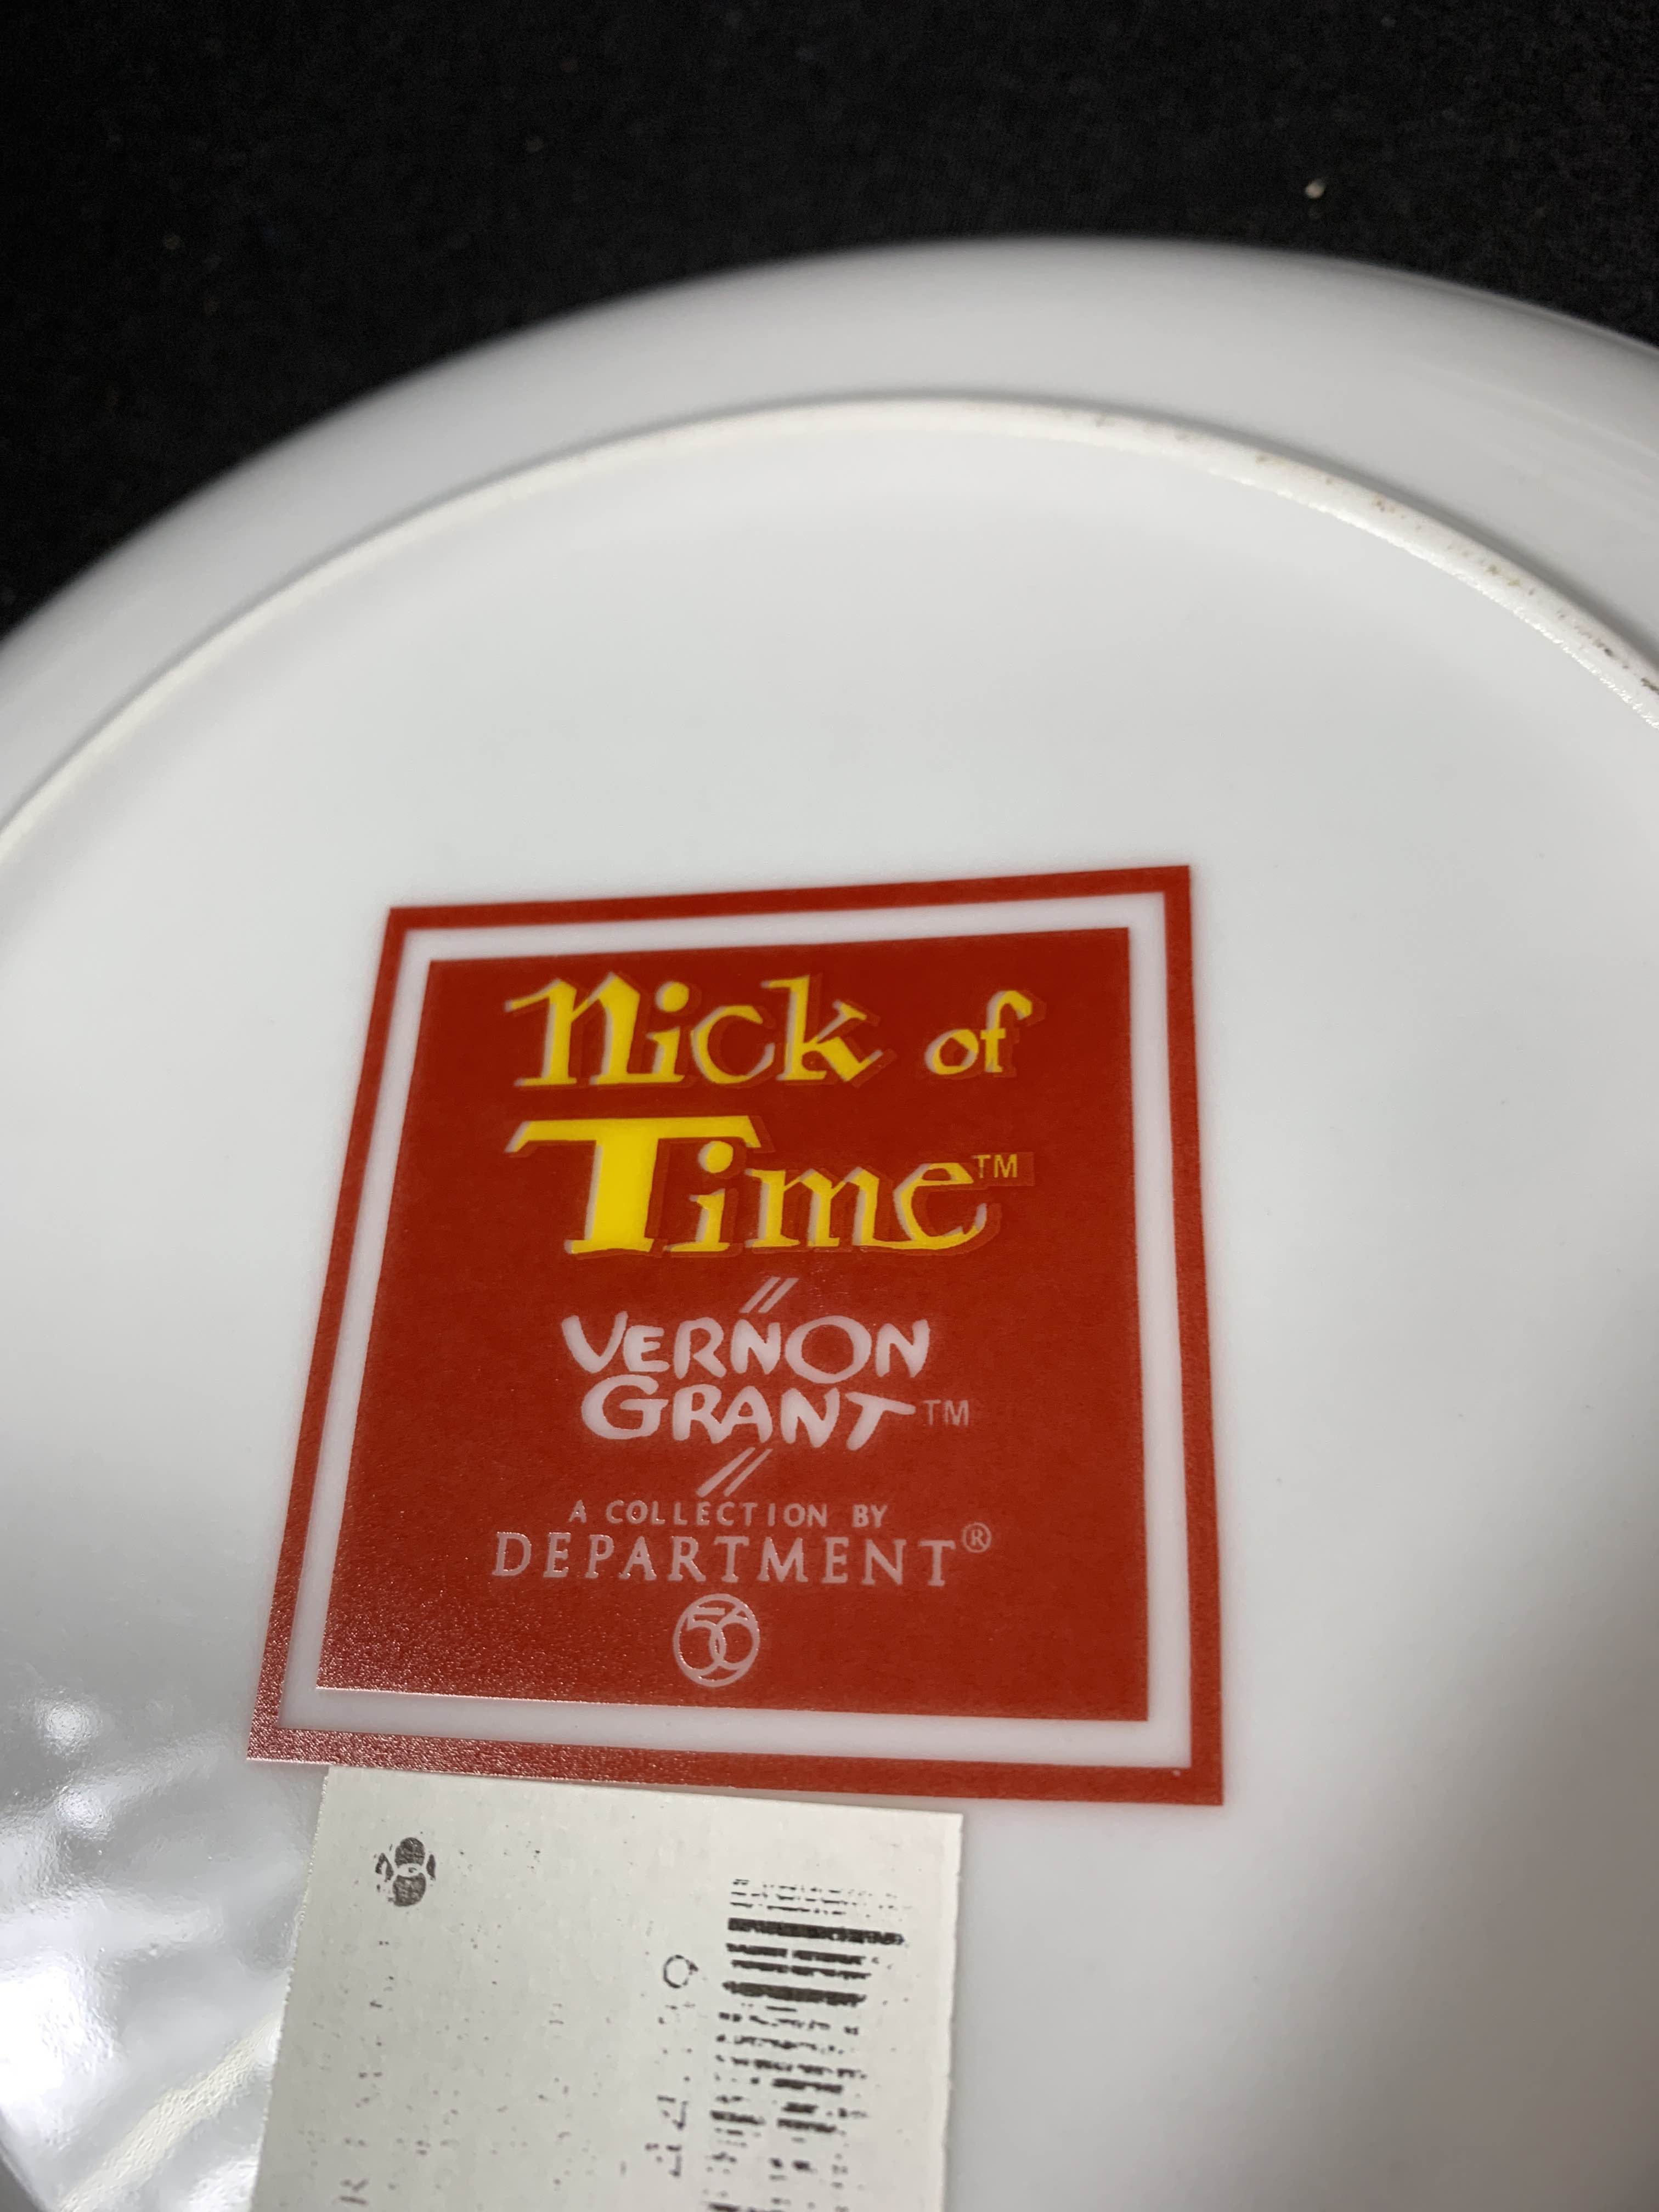 Nick of
Time™
VERNON
GRANT™
A COLLECTION BY
DEPARTMENT®
56